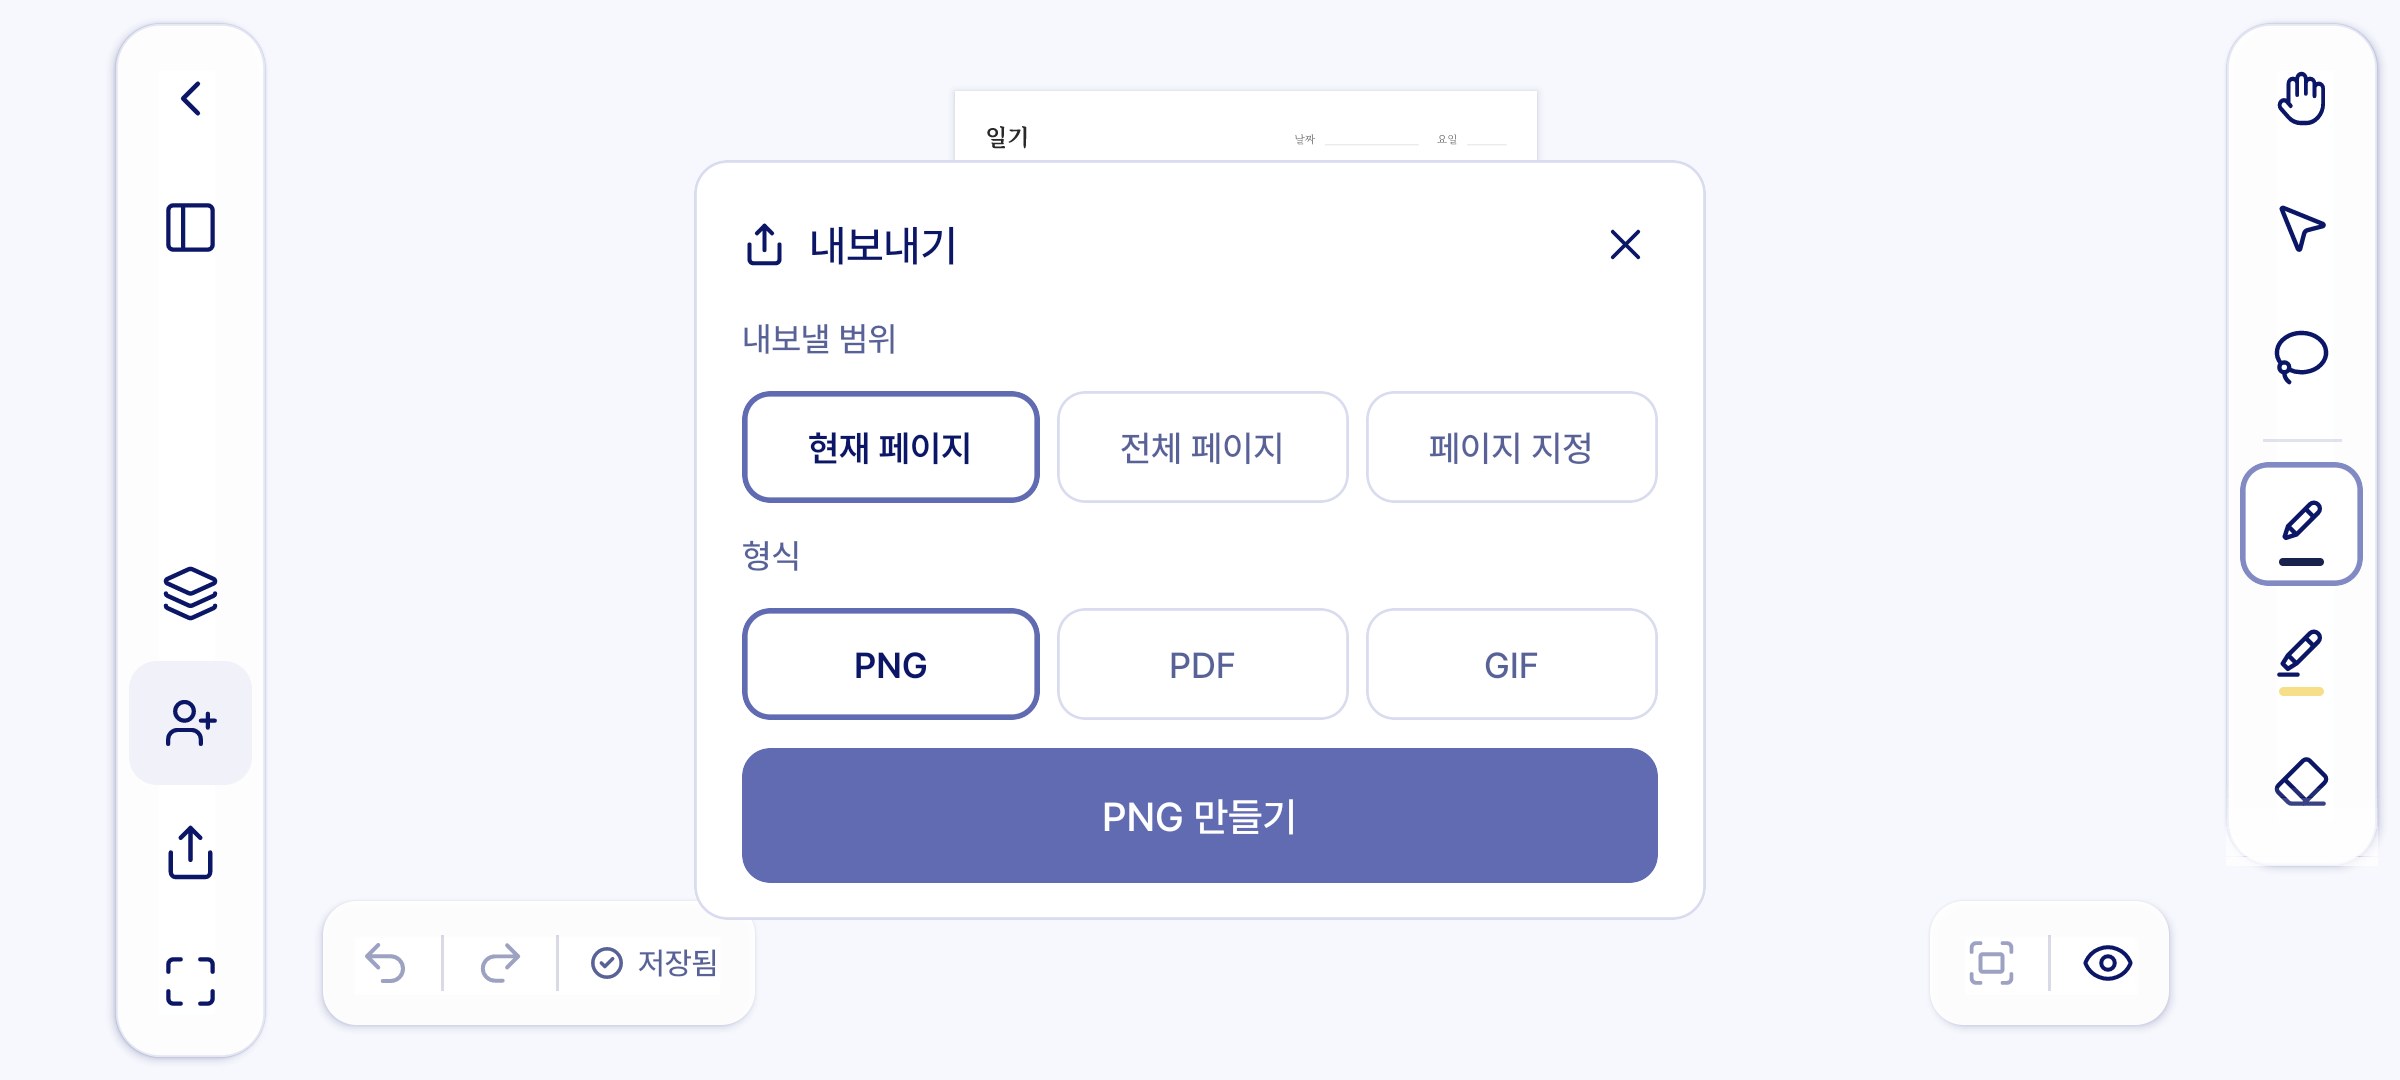 일기
날짜 요일
내보내기
내보낼 범위
현재 페이지 전체 페이지 페이지 지정
형식
PNG PDF GIF
PNG 만들기
저장됨